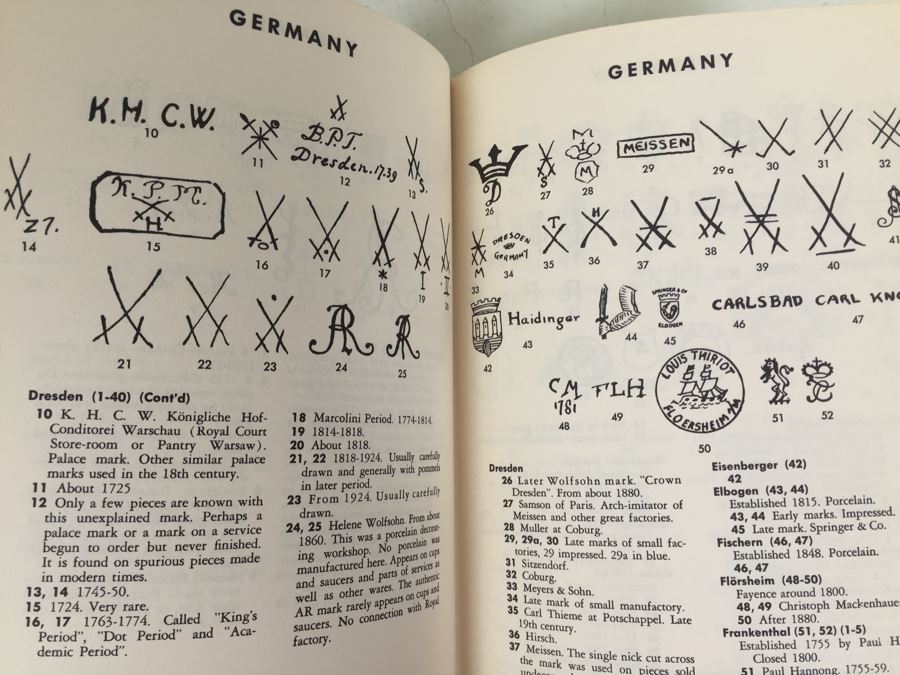 GERMANY
K.H.C.W.
10
11
B.P.T.
Dresden.1739
12
S.
13
27.
14
K.P.M.
H
15
16
17
18
I
19
II
20
21
22
23
AR
24
AR
25
Dresden (1-40) (Cont'd)
10 K. H. C. W. Königliche Hof-
Conditorei Warschau (Royal Court
Store-room or Pantry Warsaw).
Palace mark. Other similar palace
marks used in the 18th century.
11 About 1725
12 Only a few pieces are known with
this unexplained mark. Perhaps a
palace mark or a mark on a service
begun to order but never finished.
It is found on spurious pieces made
in modern times.
13, 14 1745-50.
15 1724. Very rare.
16, 17 1763-1774. Called "King's
Period", "Dot Period" and "Aca-
demic Period".
18 Marcolini Period. 1774-1814.
19 1814-1818.
20 About 1818.
21, 22 1818-1924. Usually carefully
drawn and generally with pommels
in later period.
23 From 1924. Usually carefully
drawn.
24, 25 Helene Wolfsohn. From about
1860. This was a porcelain decorat-
ing workshop. No porcelain was
manufactured here. Appears on cups
and saucers and parts of services as
well as other wares. The authentic
AR mark rarely appears on cups and
saucers. No connection with Royal
factory.
GERMANY
D
26
S
27
M
M
28
MEISSEN
29
29a
30
31
32
M
33
DRESDEN
GERMANY
34
T
35
H
36
37
38
39
40
41
42
Haidinger
43
44
SPRINGER & CO
ELBOGEN
45
CARLSBAD
46
CARL KNO
47
CM
1781
48
FLH
49
LOUIS THIRIOT
FLOERSHEIM a/M
50
51
52
Dresden
26 Later Wolfsohn mark. "Crown
Dresden". From about 1880.
27 Samson of Paris. Arch-imitator of
Meissen and other great factories.
28 Muller at Coburg.
29, 29a, 30 Late marks of small fac-
tories, 29 impressed. 29a in blue.
31 Sitzendorf.
32 Coburg.
33 Meyers & Sohn.
34 Late mark of small manufactory.
35 Carl Thieme at Potschappel. Late
19th century.
36 Hirsch.
37 Meissen. The single nick cut across
the mark was used on pieces sold
Eisenberger (42)
42
Elbogen (43, 44)
Established 1815. Porcelain.
43, 44 Early marks. Impressed.
45 Late mark. Springer & Co.
Fischern (46, 47)
Established 1848. Porcelain.
46, 47
Flörsheim (48-50)
Fayence around 1800.
48, 49 Christoph Mackenhaue
50 After 1880.
Frankenthal (51, 52) (1-5)
Established 1755 by Paul H
Closed 1800.
51 Paul Hannong. 1755-59.